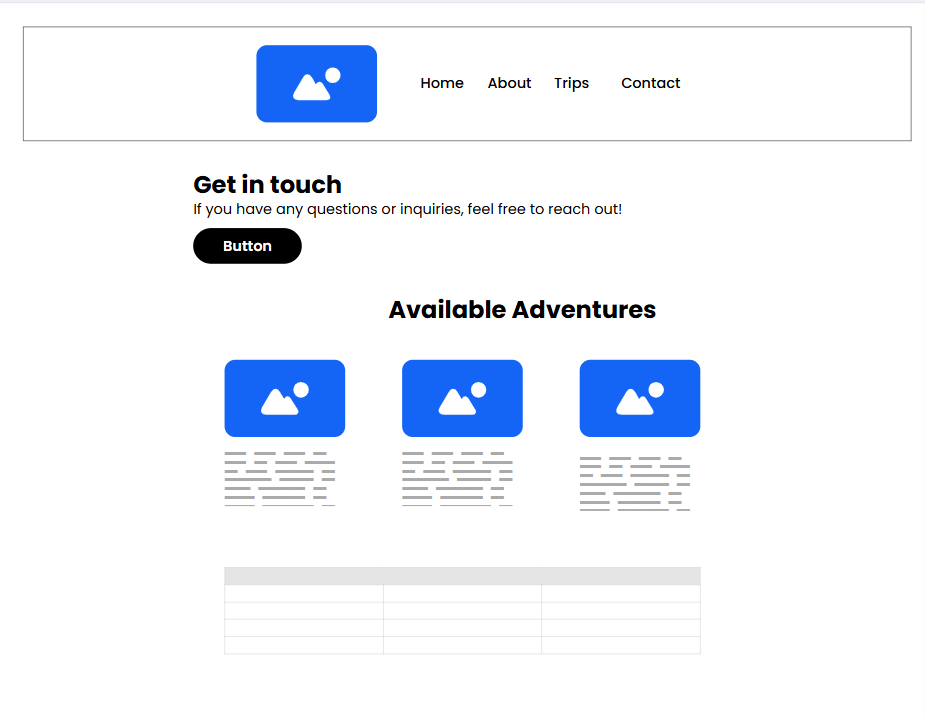 Home About Trips Contact
Get in touch
If you have any questions or inquiries, feel free to reach out!
Button
Available Adventures